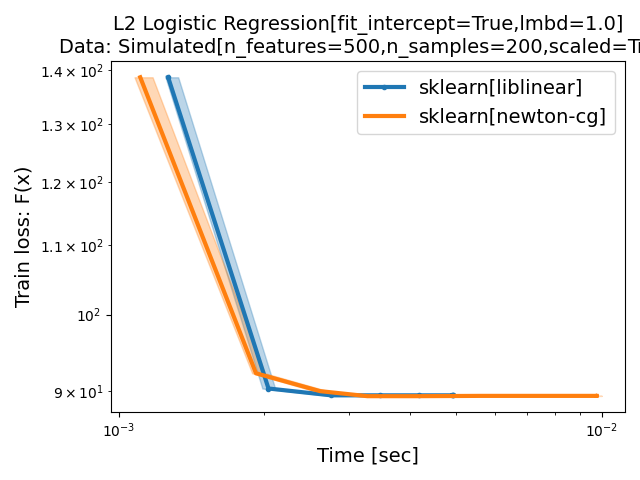 L2 Logistic Regression[fit_intercept=True,lmbd=1.0]
Data: Simulated[n_features=500,n_samples=200,scaled=Tr
Train loss: F(x)
1.4 × 10²
1.3 × 10²
1.2 × 10²
1.1 × 10²
10²
9 × 10¹
sklearn[liblinear]
sklearn[newton-cg]
10⁻³
10⁻²
Time [sec]